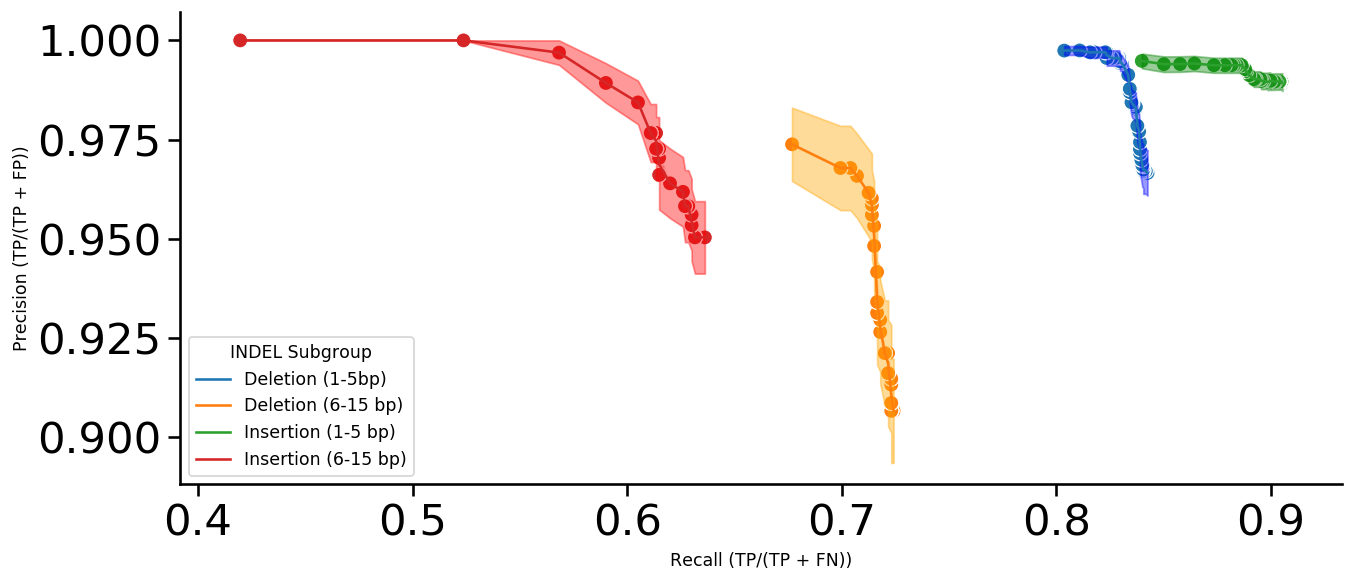 1.000
0.975
0.950
0.925
0.900
Precision (TP/(TP + FP))
INDEL Subgroup
Deletion (1-5bp)
Deletion (6-15 bp)
Insertion (1-5 bp)
Insertion (6-15 bp)
0.4 0.5 0.6 0.7 0.8 0.9
Recall (TP/(TP + FN))